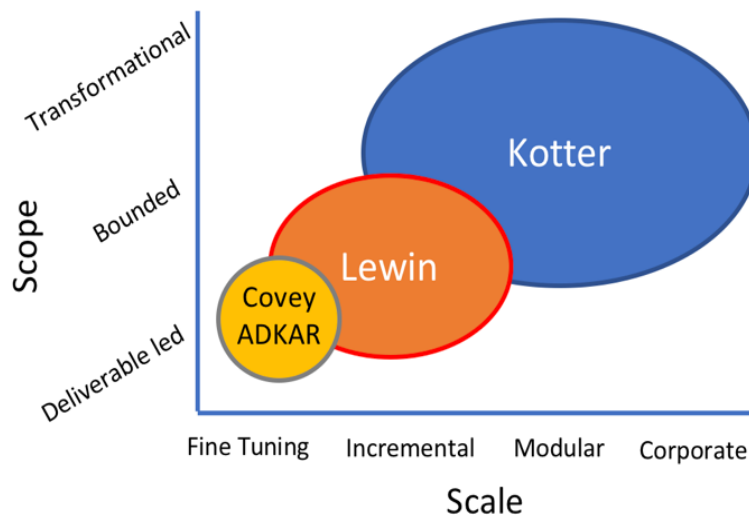 Transformational
Kotter
Bounded
Scope
Lewin
Covey
ADKAR
Deliverable led
Fine Tuning
Incremental
Modular
Corporate
Scale